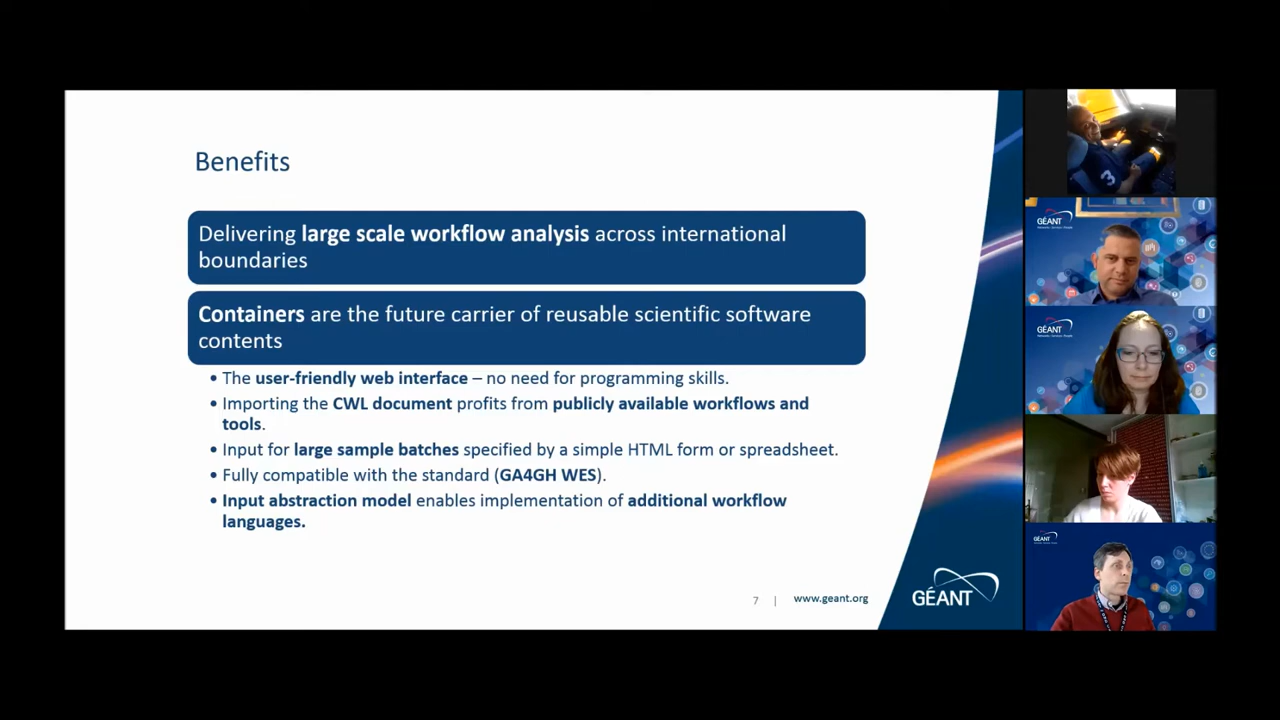 Benefits
Delivering large scale workflow analysis across international
boundaries
Containers are the future carrier of reusable scientific software
contents
• The user-friendly web interface – no need for programming skills.
• Importing the CWL document profits from publicly available workflows and
tools.
• Input for large sample batches specified by a simple HTML form or spreadsheet.
• Fully compatible with the standard (GA4GH WES).
• Input abstraction model enables implementation of additional workflow
languages.
7 | www.geant.org
GÉANT
3
GÉANT
GÉANT
GÉANT